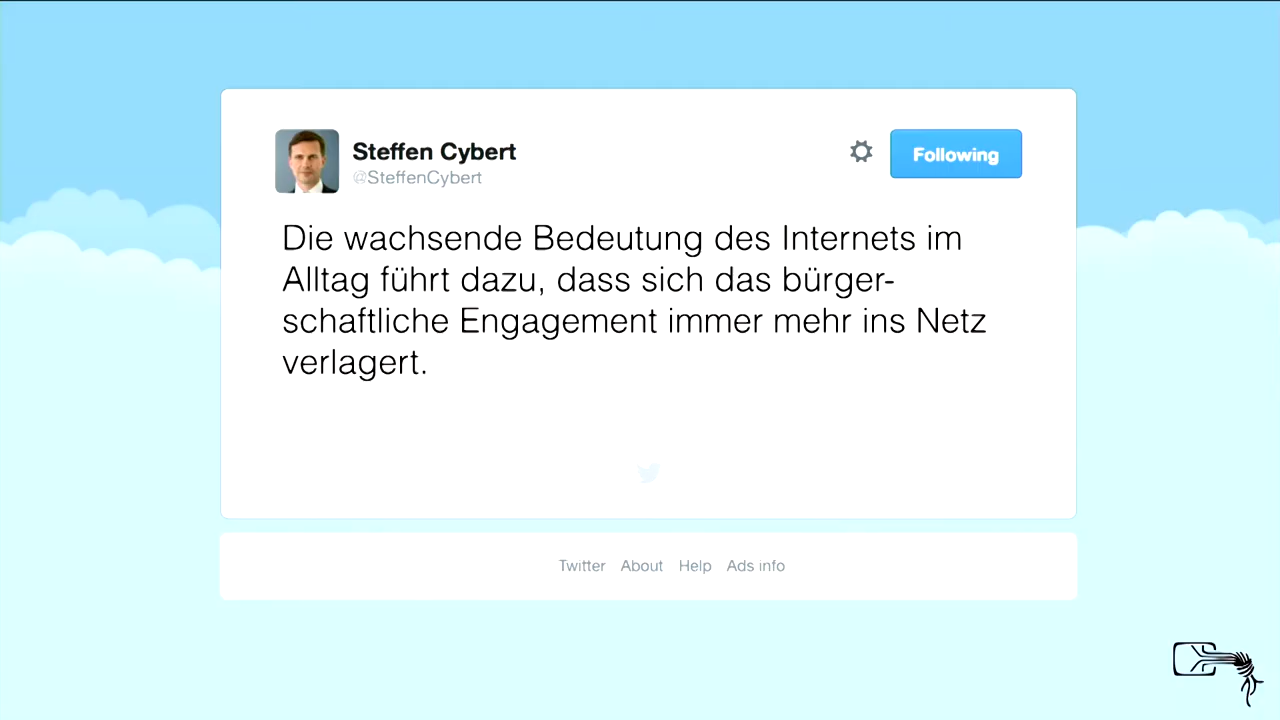 Steffen Cybert
Following
@SteffenCybert
Die wachsende Bedeutung des Internets im
Alltag führt dazu, dass sich das bürger-
schaftliche Engagement immer mehr ins Netz
verlagert.
Twitter About Help Ads info